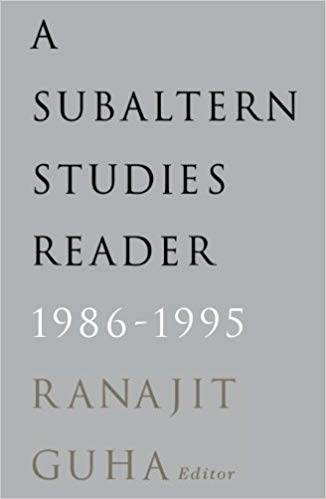 A
SUBALTERN
STUDIES
READER
1986-1995
RANAJIT
GUHA Editor